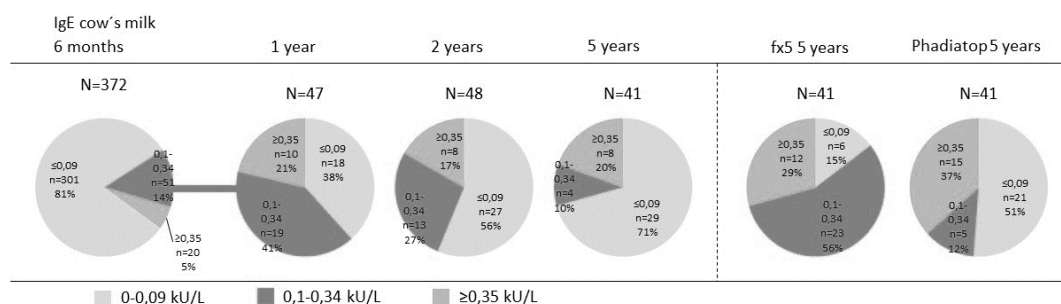 IgE cow´s milk
6 months
1 year
2 years
5 years
fx5 5 years
Phadiatop 5 years
N=372
N=47
N=48
N=41
N=41
N=41
≤0,09
n=301
81%
0,1-
0,34
n=51
14%
≥0,35
n=20
5%
≥0,35
n=10
21%
≤0,09
n=18
38%
0,1-
0,34
n=19
41%
≥0,35
n=8
17%
0,1-
0,34
n=13
27%
≤0,09
n=27
56%
≥0,35
n=8
20%
0,1-
0,34
n=4
10%
≤0,09
n=29
71%
≤0,09
n=6
15%
≥0,35
n=12
29%
0,1-
0,34
n=23
56%
≥0,35
n=15
37%
≤0,09
n=21
51%
0,1-
0,34
n=5
12%
0-0,09 kU/L
0,1-0,34 kU/L
≥0,35 kU/L